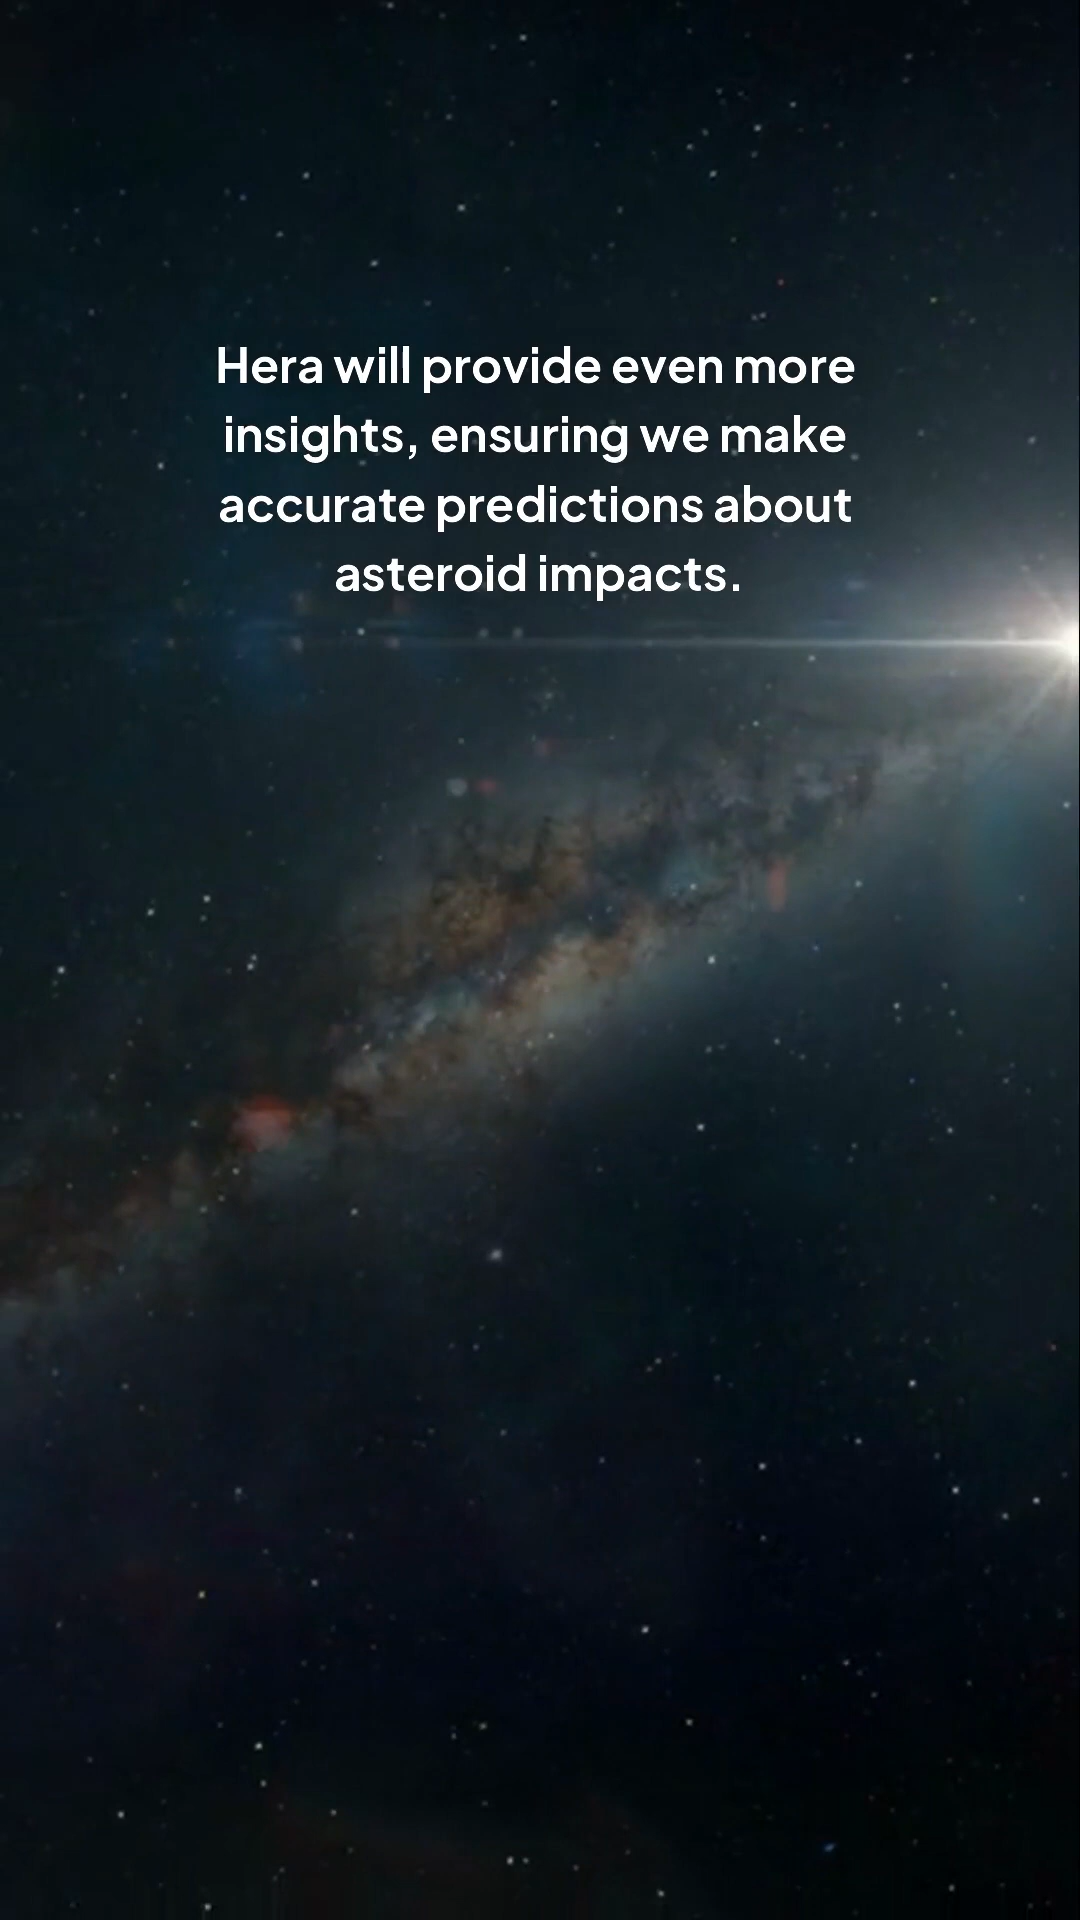 Hera will provide even more
insights, ensuring we make
accurate predictions about
asteroid impacts.